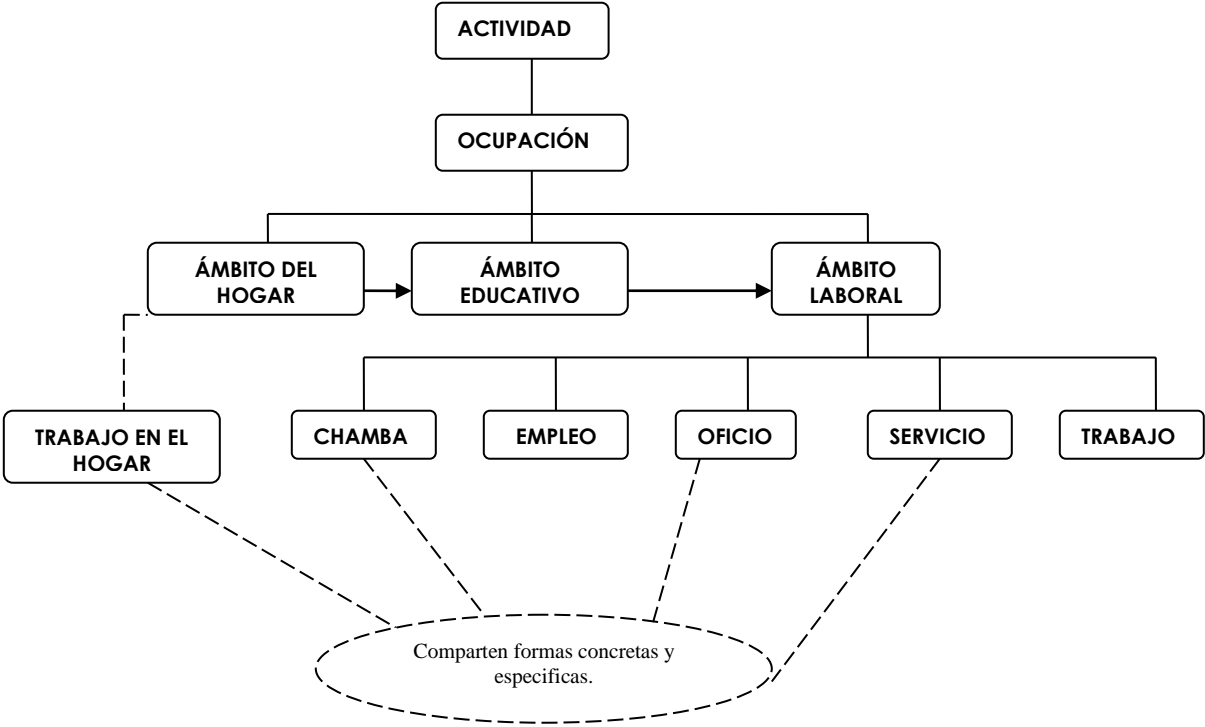 ACTIVIDAD
OCUPACIÓN
ÁMBITO DEL
HOGAR
ÁMBITO
EDUCATIVO
ÁMBITO
LABORAL
TRABAJO EN EL
HOGAR
CHAMBA
EMPLEO
OFICIO
SERVICIO
TRABAJO
Comparten formas concretas y
especificas.